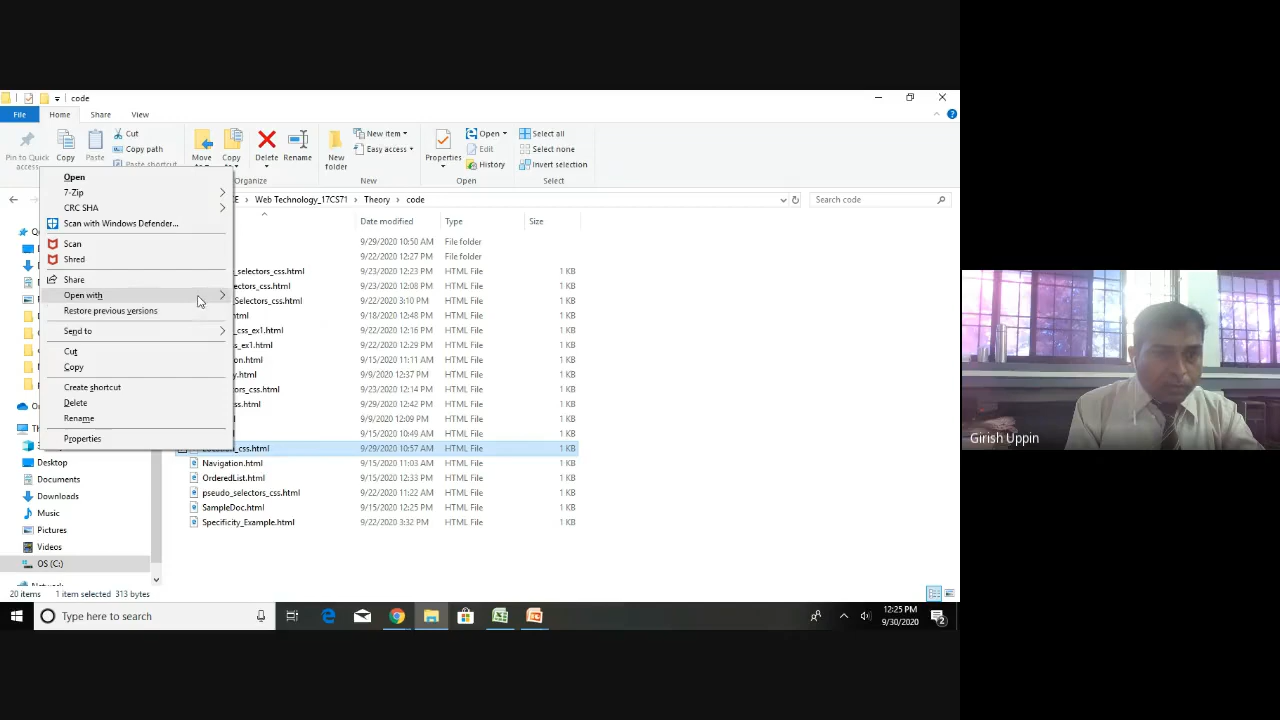 code
File Home Share View
Pin to Quick access
Copy
Paste
Cut
Copy path
Paste shortcut
Move
Copy
Delete
Rename
New folder
New item
Easy access
Properties
Open
Edit
History
Select all
Select none
Invert selection
Organize New Open Select
Web Technology_17CS71 Theory code
Search code
Date modified Type Size
Open
7-Zip
CRC SHA
Scan with Windows Defender...
Scan
Shred
Share
Open with
Restore previous versions
Send to
Cut
Copy
Create shortcut
Delete
Rename
Properties
9/29/2020 10:50 AM File folder
9/22/2020 12:27 PM File folder
_selectors_css.html 9/23/2020 12:23 PM HTML File 1 KB
ectors_css.html 9/23/2020 12:28 PM HTML File 1 KB
Selectors_css.html 9/22/2020 3:10 PM HTML File 1 KB
.html 9/18/2020 12:48 PM HTML File 1 KB
_css_ex1.html 9/22/2020 12:16 PM HTML File 1 KB
s_ex1.html 9/22/2020 12:29 PM HTML File 1 KB
on.html 9/15/2020 11:11 AM HTML File 1 KB
y.html 9/9/2020 12:37 PM HTML File 1 KB
tors_css.html 9/23/2020 12:14 PM HTML File 1 KB
ss.html 9/29/2020 12:42 PM HTML File 1 KB
9/9/2020 12:09 PM HTML File 1 KB
9/15/2020 10:49 AM HTML File 1 KB
_css.html 9/29/2020 10:57 AM HTML File 1 KB
Navigation.html 9/15/2020 11:03 AM HTML File 1 KB
OrderedList.html 9/15/2020 12:33 PM HTML File 1 KB
pseudo_selectors_css.html 9/22/2020 11:22 AM HTML File 1 KB
SampleDoc.html 9/15/2020 12:25 PM HTML File 1 KB
Specificity_Example.html 9/22/2020 3:32 PM HTML File 1 KB
Desktop
Documents
Downloads
Music
Pictures
Videos
OS (C:)
20 items 1 item selected 313 bytes
Type here to search
12:25 PM
9/30/2020
2
Girish Uppin